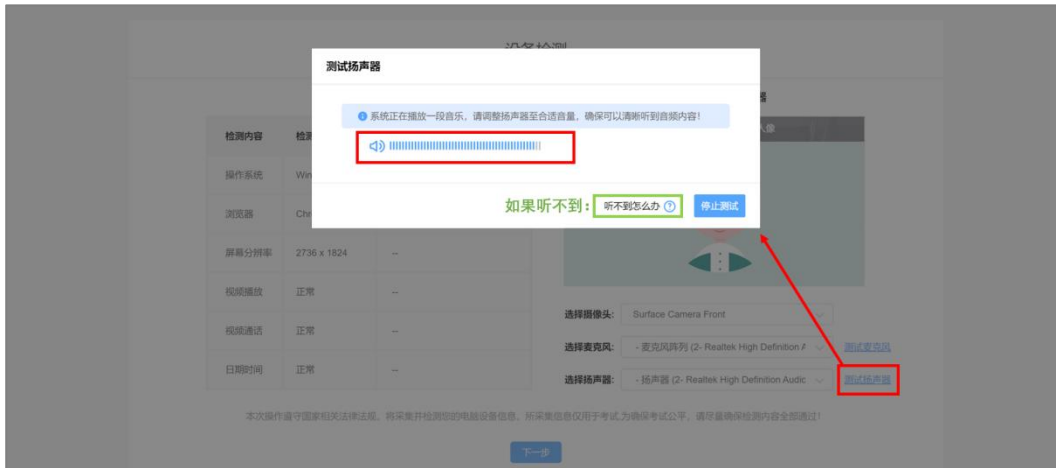 设备检测
测试扬声器
系统正在播放一段音乐，请调整扬声器至合适音量，确保可以清晰听到音频内容！
如果听不到： 听不到怎么办 停止测试
检测内容
操作系统 Win
浏览器 Chr
屏幕分辨率 2736 x 1824 --
视频播放 正常 --
视频通话 正常 --
日期时间 正常 --
选择摄像头: Surface Camera Front
选择麦克风: - 麦克风阵列 (2- Realtek High Definition A 测试麦克风
选择扬声器: - 扬声器 (2- Realtek High Definition Audic 测试扬声器
本次操作遵守国家相关法律法规，将采集并检测您的电脑设备信息，所采集信息仅用于考试,为确保考试公平，请尽量确保检测内容全部通过!
下一步